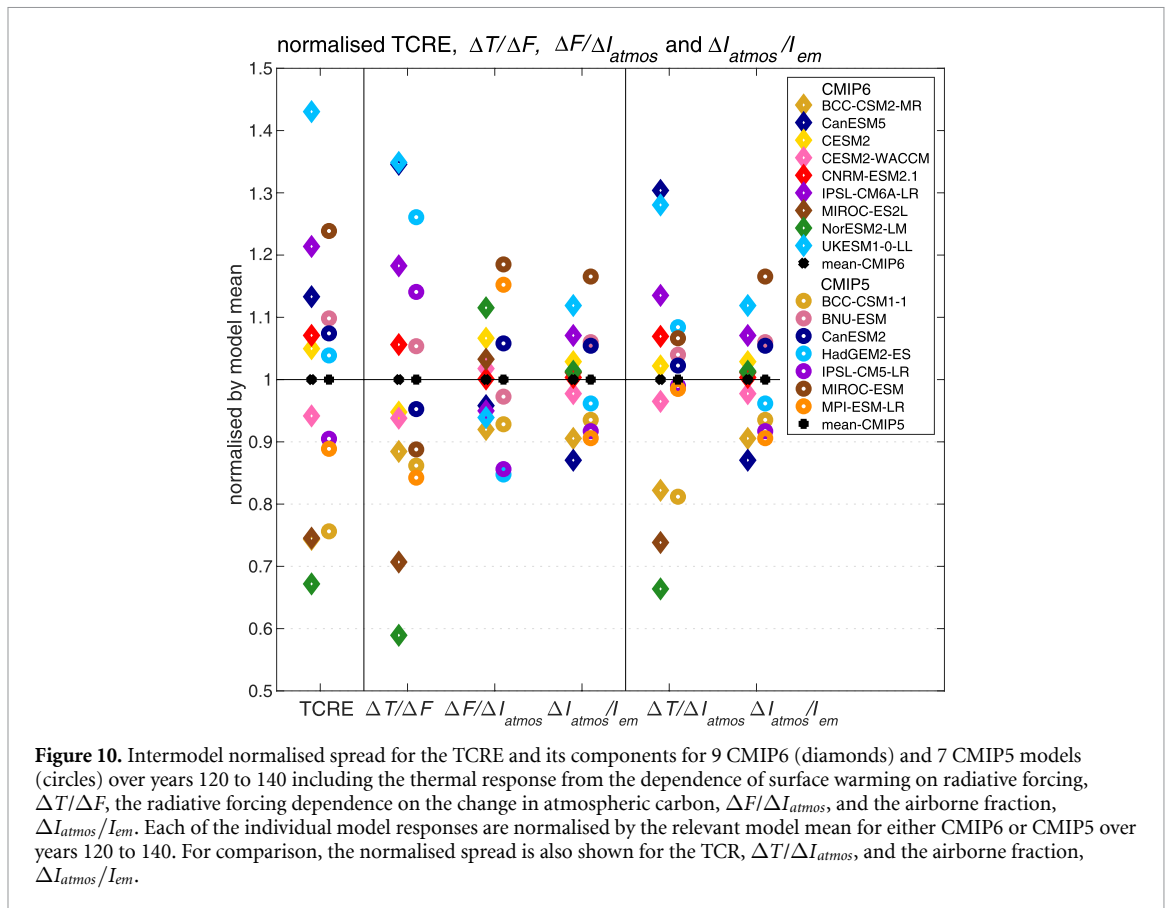 normalised TCRE, ΔT/ΔF, ΔF/ΔI_atmos and ΔI_atmos/I_em
1.5
1.4
1.3
1.2
1.1
1
0.9
0.8
0.7
0.6
0.5
normalised by model mean
CMIP6
BCC-CSM2-MR
CanESM5
CESM2
CESM2-WACCM
CNRM-ESM2.1
IPSL-CM6A-LR
MIROC-ES2L
NorESM2-LM
UKESM1-0-LL
mean-CMIP6
CMIP5
BCC-CSM1-1
BNU-ESM
CanESM2
HadGEM2-ES
IPSL-CM5-LR
MIROC-ESM
MPI-ESM-LR
mean-CMIP5
TCRE ΔT/ΔF ΔF/ΔI_atmos ΔI_atmos/I_em ΔT/ΔI_atmos ΔI_atmos/I_em
Figure 10. Intermodel normalised spread for the TCRE and its components for 9 CMIP6 (diamonds) and 7 CMIP5 models
(circles) over years 120 to 140 including the thermal response from the dependence of surface warming on radiative forcing,
ΔT/ΔF, the radiative forcing dependence on the change in atmospheric carbon, ΔF/ΔI_atmos, and the airborne fraction,
ΔI_atmos/I_em. Each of the individual model responses are normalised by the relevant model mean for either CMIP6 or CMIP5 over
years 120 to 140. For comparison, the normalised spread is also shown for the TCR, ΔT/ΔI_atmos, and the airborne fraction,
ΔI_atmos/I_em.